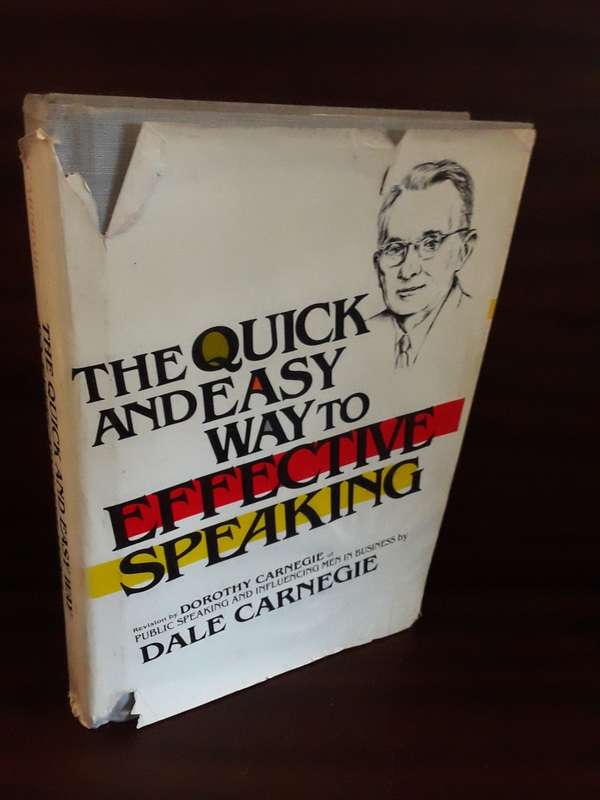 THE QUICK
AND EASY
WAY TO
EFFECTIVE
SPEAKING
Revision by DOROTHY CARNEGIE of
PUBLIC SPEAKING AND INFLUENCING MEN IN BUSINESS by
DALE CARNEGIE
THE QUICK AND EASY WAY